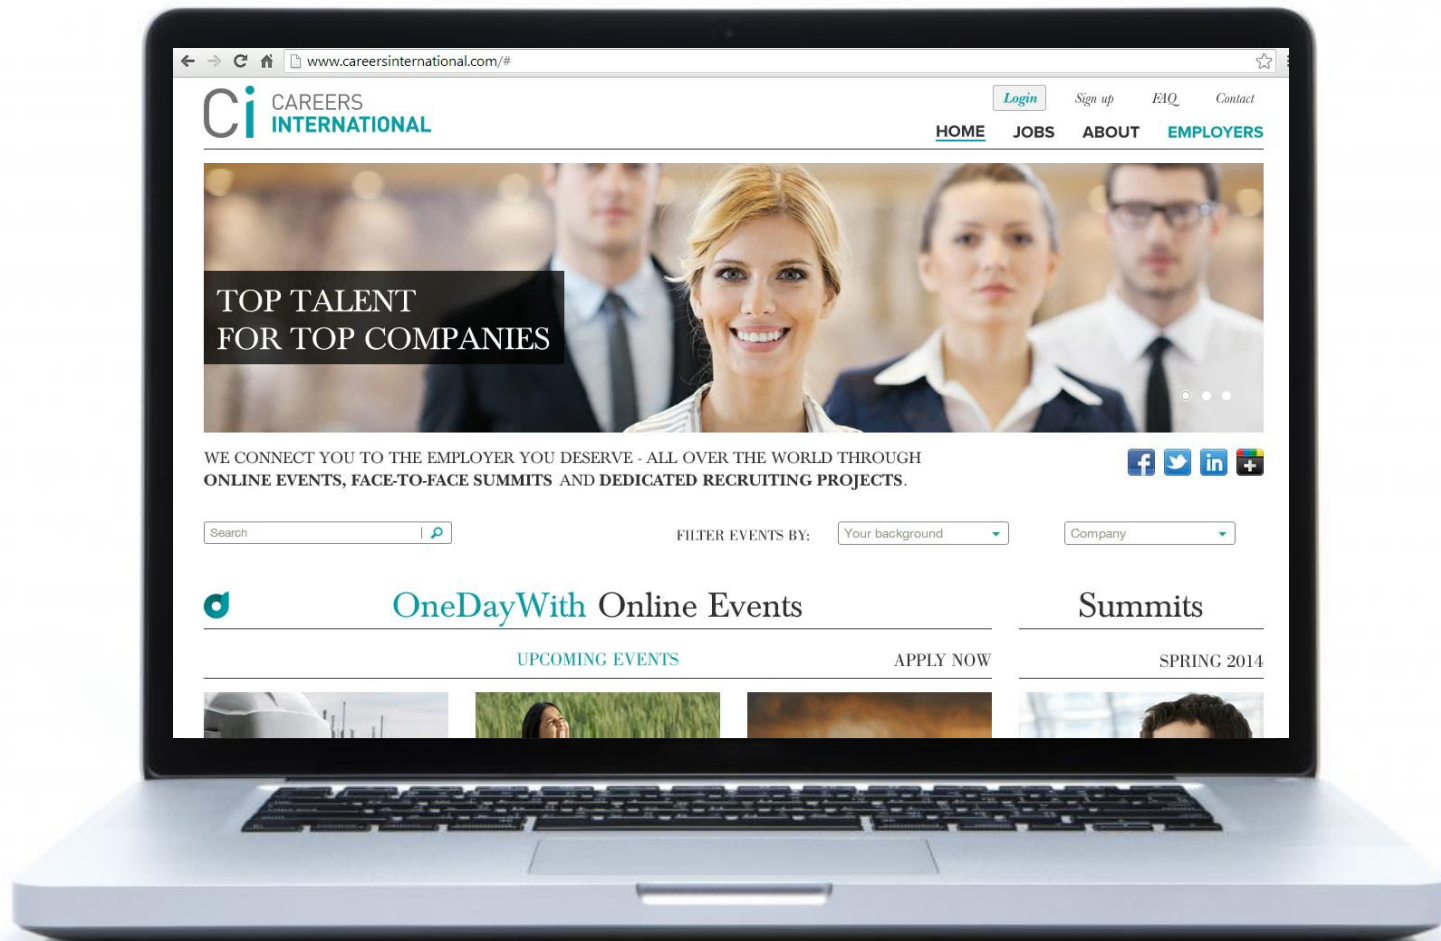 www.careersinternational.com/#
Ci CAREERS
INTERNATIONAL
Login Sign up FAQ Contact
HOME JOBS ABOUT EMPLOYERS
TOP TALENT
FOR TOP COMPANIES
WE CONNECT YOU TO THE EMPLOYER YOU DESERVE - ALL OVER THE WORLD THROUGH
ONLINE EVENTS, FACE-TO-FACE SUMMITS AND DEDICATED RECRUITING PROJECTS.
Search
FILTER EVENTS BY: Your background Company
OneDayWith Online Events
Summits
UPCOMING EVENTS APPLY NOW
SPRING 2014